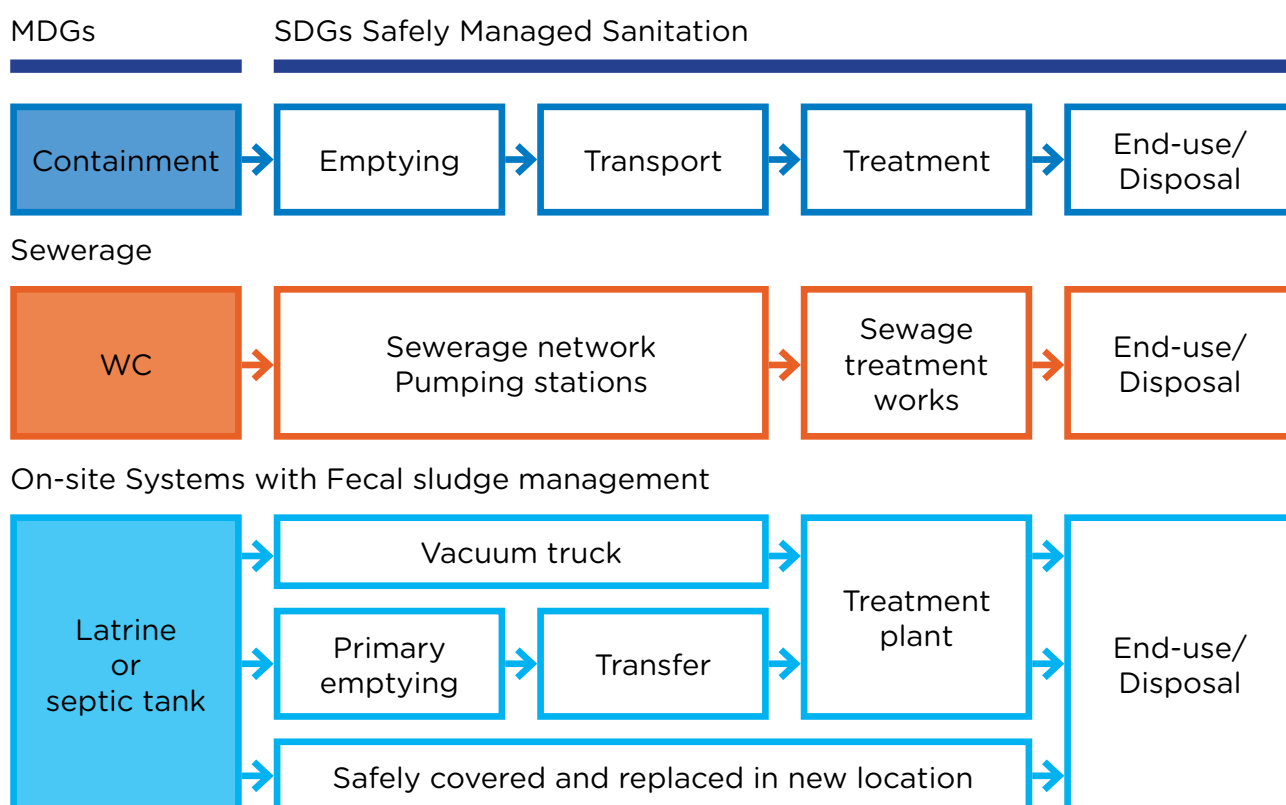 MDGs
SDGs Safely Managed Sanitation
Containment
Emptying
Transport
Treatment
End-use/
Disposal
Sewerage
WC
Sewerage network
Pumping stations
Sewage
treatment
works
End-use/
Disposal
On-site Systems with Fecal sludge management
Latrine
or
septic tank
Vacuum truck
Primary
emptying
Transfer
Treatment
plant
Safely covered and replaced in new location
End-use/
Disposal